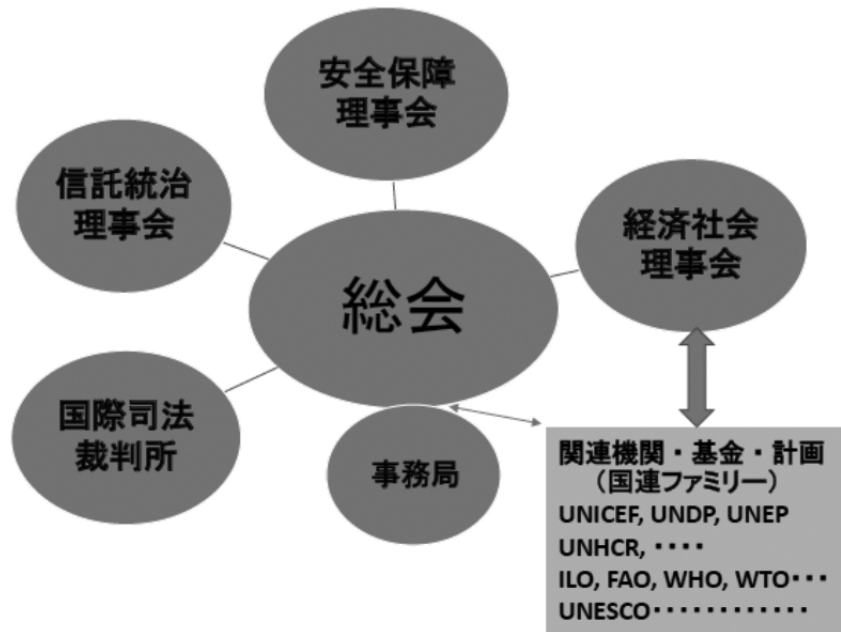 安全保障
理事会
信託統治
理事会
経済社会
理事会
総会
国際司法
裁判所
事務局
関連機関・基金・計画
（国連ファミリー）
UNICEF, UNDP, UNEP
UNHCR, ・・・・
ILO, FAO, WHO, WTO・・・
UNESCO・・・・・・・・・・・・